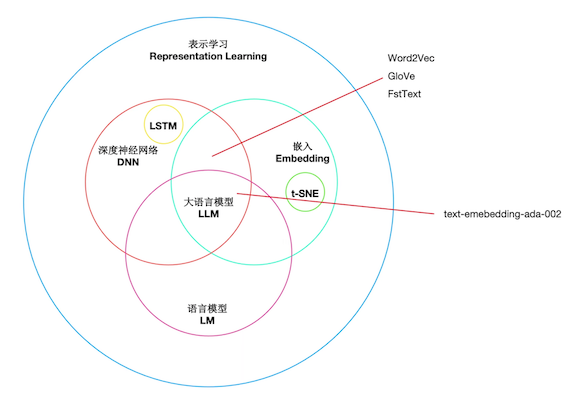 表示学习
Representation Learning
Word2Vec
GloVe
FstText
LSTM
深度神经网络
DNN
嵌入
Embedding
t-SNE
大语言模型
LLM
text-emebedding-ada-002
语言模型
LM